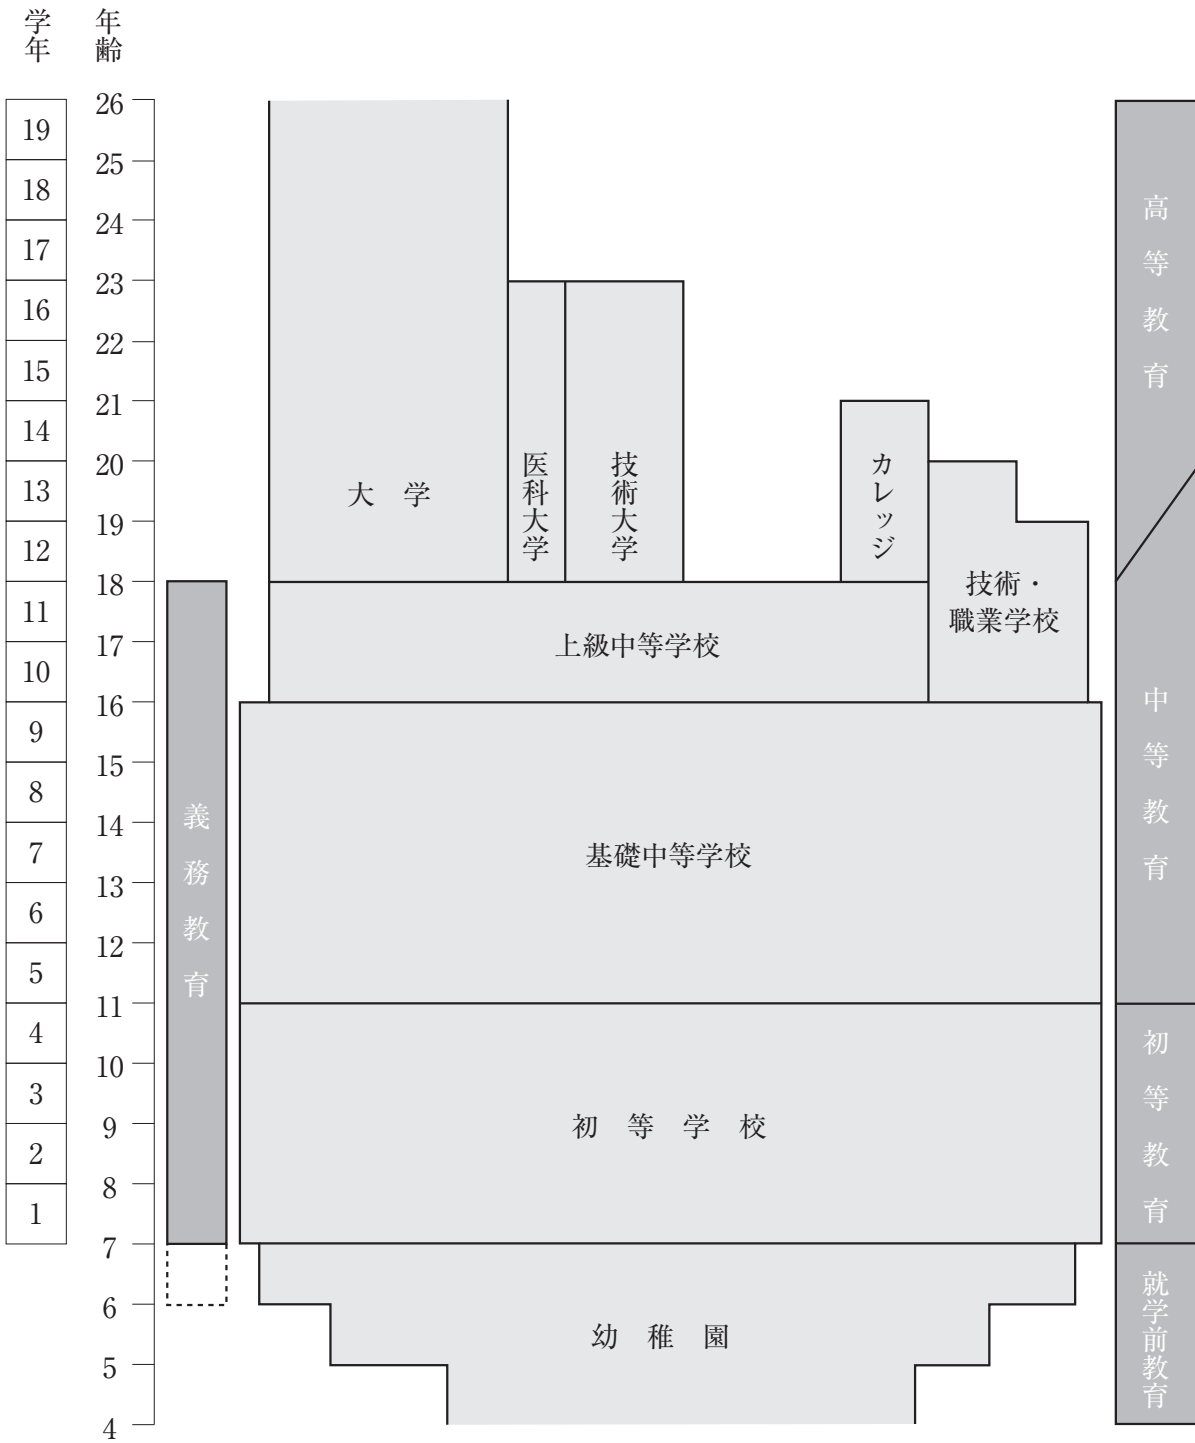 学年
年齢
19
18
17
16
15
14
13
12
11
10
9
8
7
6
5
4
3
2
1
26
25
24
23
22
21
20
19
18
17
16
15
14
13
12
11
10
9
8
7
6
5
4
義務教育
大学
医科大学
技術大学
カレッジ
技術・
職業学校
上級中等学校
基礎中等学校
初等学校
幼稚園
高等教育
中等教育
初等教育
就学前教育